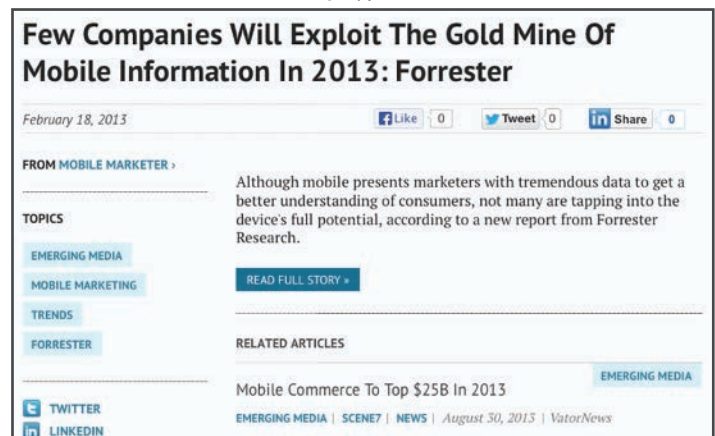 Few Companies Will Exploit The Gold Mine Of
Mobile Information In 2013: Forrester
February 18, 2013
Like 0
Tweet 0
in Share 0
FROM MOBILE MARKETER ›
TOPICS
EMERGING MEDIA
MOBILE MARKETING
TRENDS
FORRESTER
TWITTER
in LINKEDIN
Although mobile presents marketers with tremendous data to get a
better understanding of consumers, not many are tapping into the
device's full potential, according to a new report from Forrester
Research.
READ FULL STORY »
RELATED ARTICLES
EMERGING MEDIA
Mobile Commerce To Top $25B In 2013
EMERGING MEDIA | SCENE7 | NEWS | August 30, 2013 | VatorNews